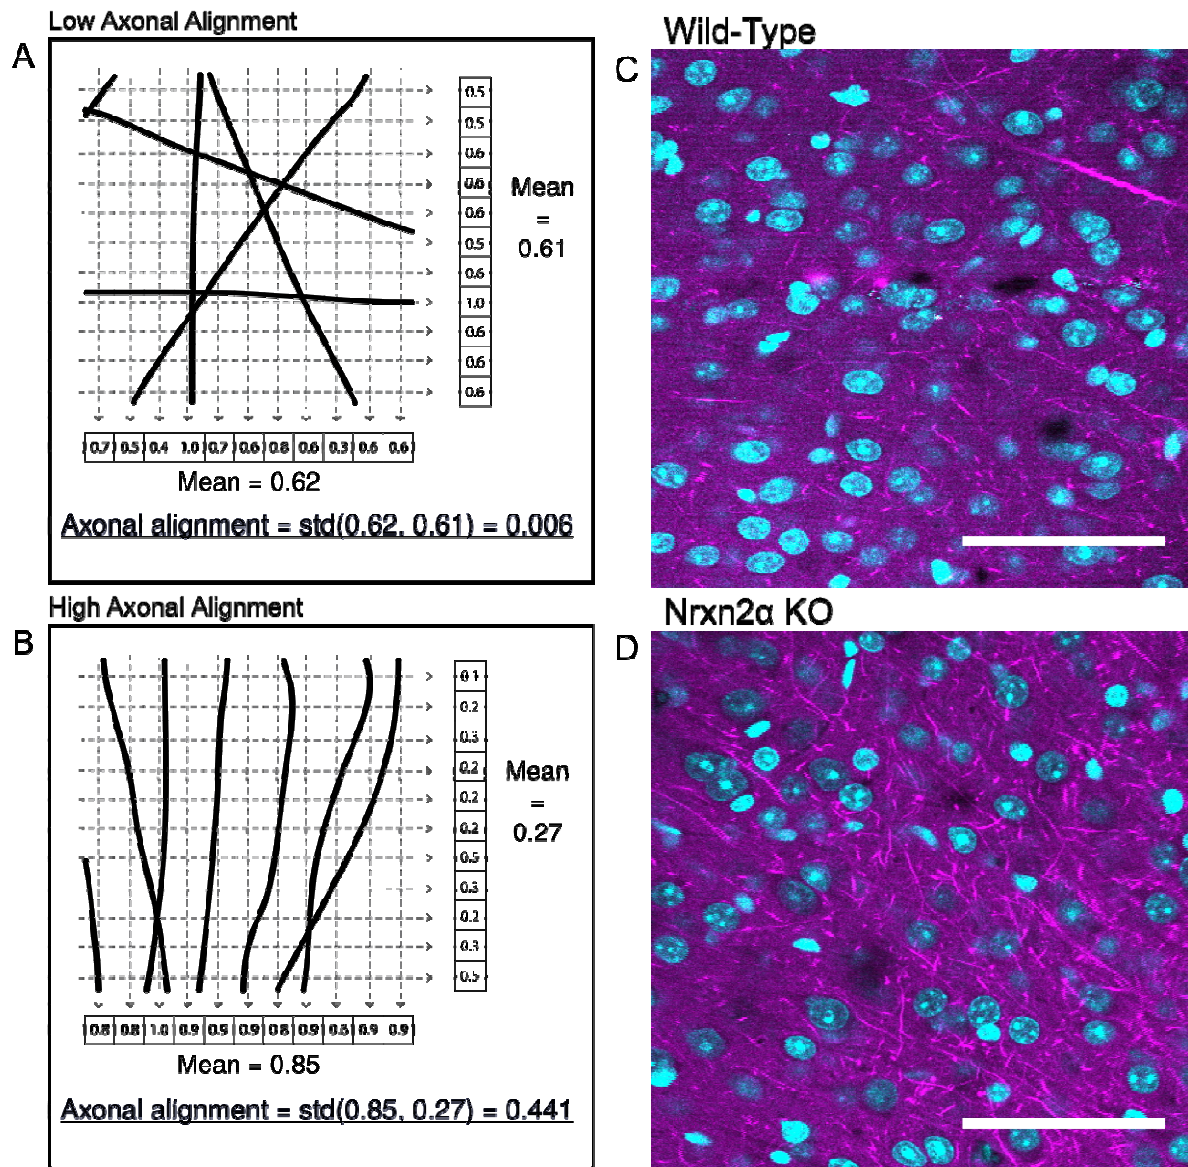 Low Axonal Alignment
A
0.5
0.5
0.6
0.6
0.6
0.5
0.6
1.0
0.6
0.6
0.6
Mean
=
0.61
0.7 0.5 0.4 1.0 0.7 0.6 0.8 0.6 0.3 0.6 0.6
Mean = 0.62
Axonal alignment = std(0.62, 0.61) = 0.006
High Axonal Alignment
B
0.1
0.2
0.3
0.2
0.2
0.2
0.5
0.3
0.2
0.3
0.5
Mean
=
0.27
0.8 0.8 1.0 0.9 0.9 0.8 0.9 0.9 0.9
Mean = 0.85
Axonal alignment = std(0.85, 0.27) = 0.441
Wild-Type
C
Nrxn2α KO
D